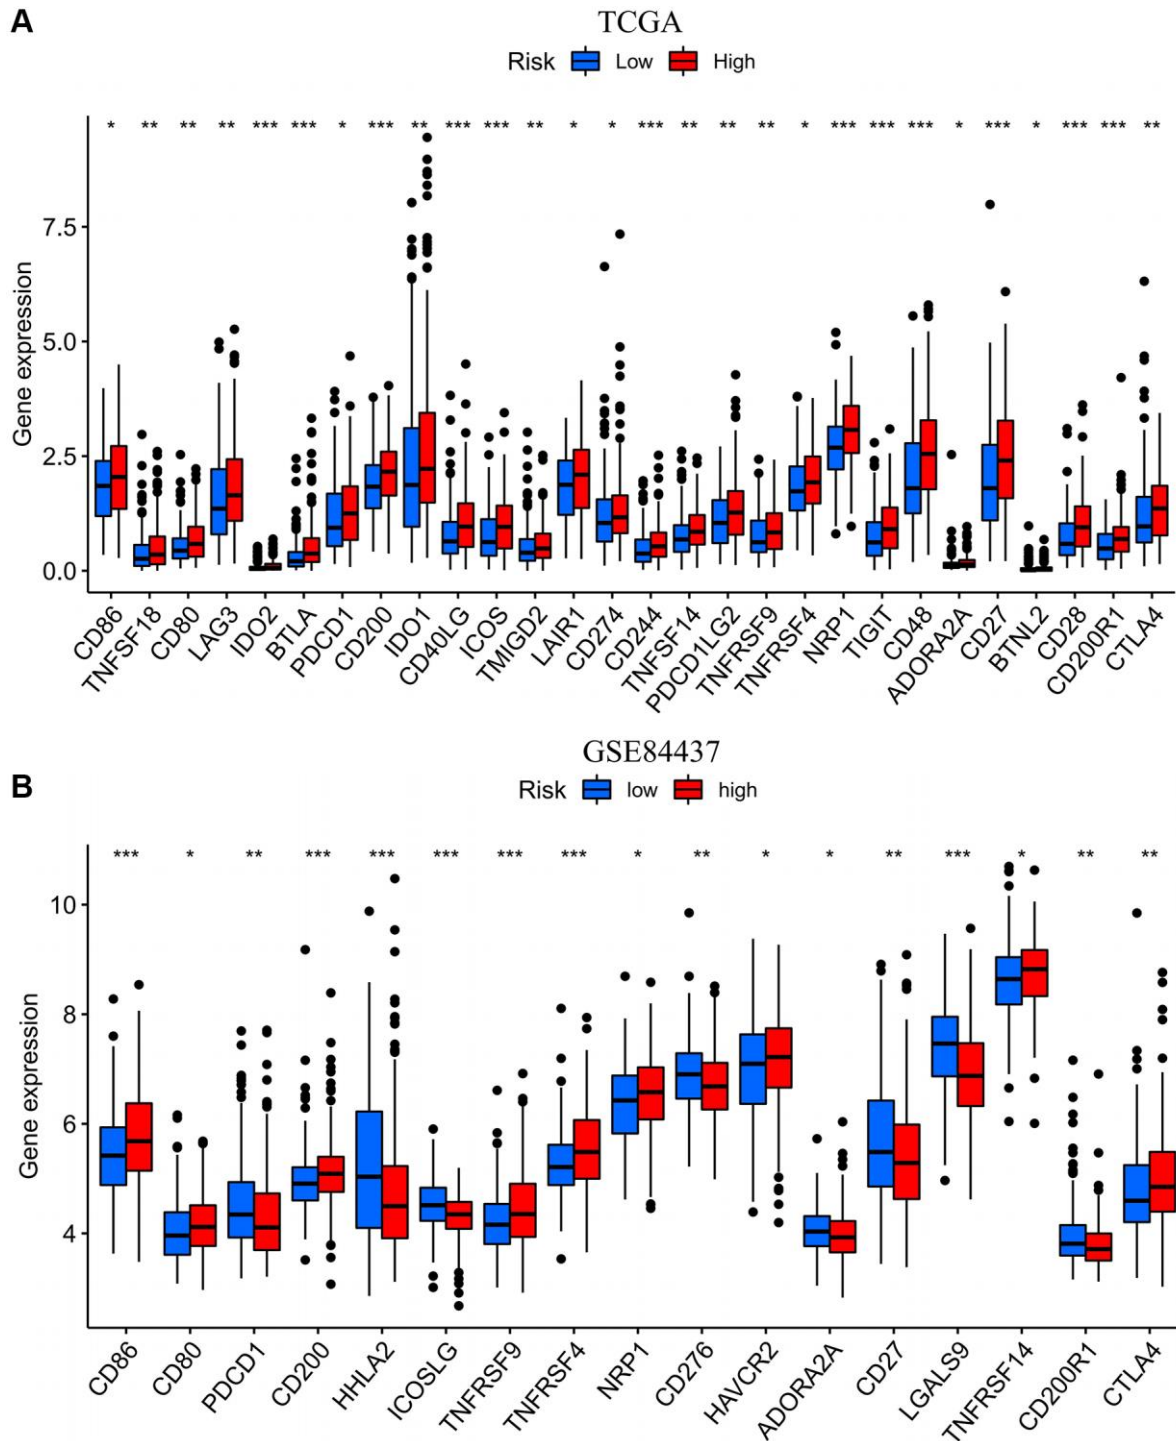 A
TCGA
Risk Low High
* ** ** ** *** *** * *** ** *** *** ** * * *** ** ** ** * *** *** *** * *** * *** *** **
7.5
5.0
2.5
0.0
Gene expression
CD86
TNFSF18
CD80
LAG3
IDO2
BTLA
PDCD1
CD200
IDO1
CD40LG
ICOS
TMIGD2
LAIR1
CD274
CD244
TNFSF14
PDCD1LG2
TNFRSF9
TNFRSF4
NRP1
TIGIT
CD48
ADORA2A
CD27
BTNL2
CD28
CD200R1
CTLA4
GSE84437
B
Risk low high
*** * ** *** *** *** *** *** * ** * * ** *** * ** **
10
8
6
4
Gene expression
CD86
CD80
PDCD1
CD200
HHLA2
ICOSLG
TNFRSF9
TNFRSF4
NRP1
CD276
HAVCR2
ADORA2A
CD27
LGALS9
TNFRSF14
CD200R1
CTLA4